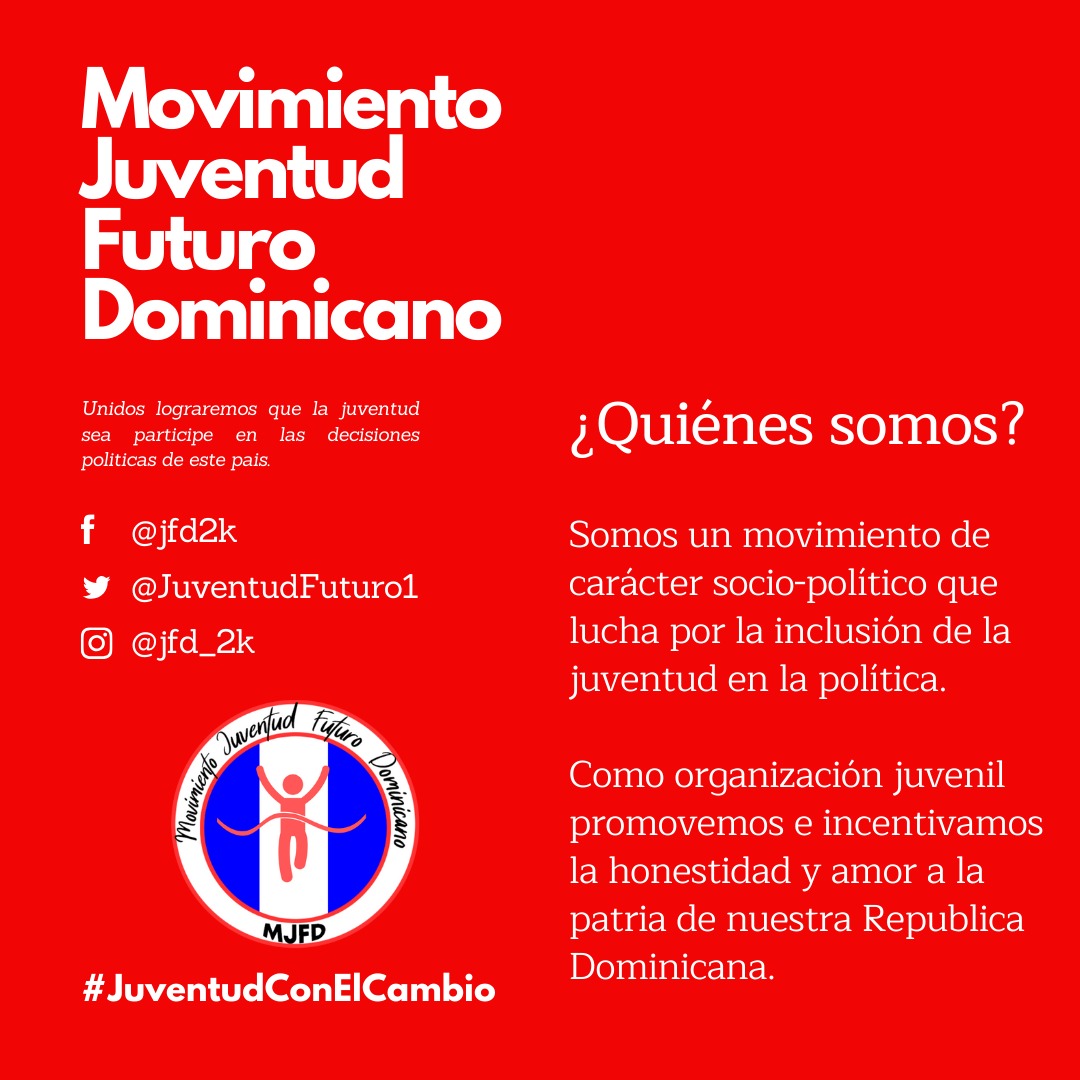 Movimiento
Juventud
Futuro
Dominicano
Unidos lograremos que la juventud
sea participe en las decisiones
politicas de este pais.
@jfd2k
@JuventudFuturo1
@jfd_2k
Movimiento Juventud Futuro Dominicano
MJFD
#JuventudConElCambio
¿Quiénes somos?
Somos un movimiento de
carácter socio-político que
lucha por la inclusión de la
juventud en la política.
Como organización juvenil
promovemos e incentivamos
la honestidad y amor a la
patria de nuestra Republica
Dominicana.